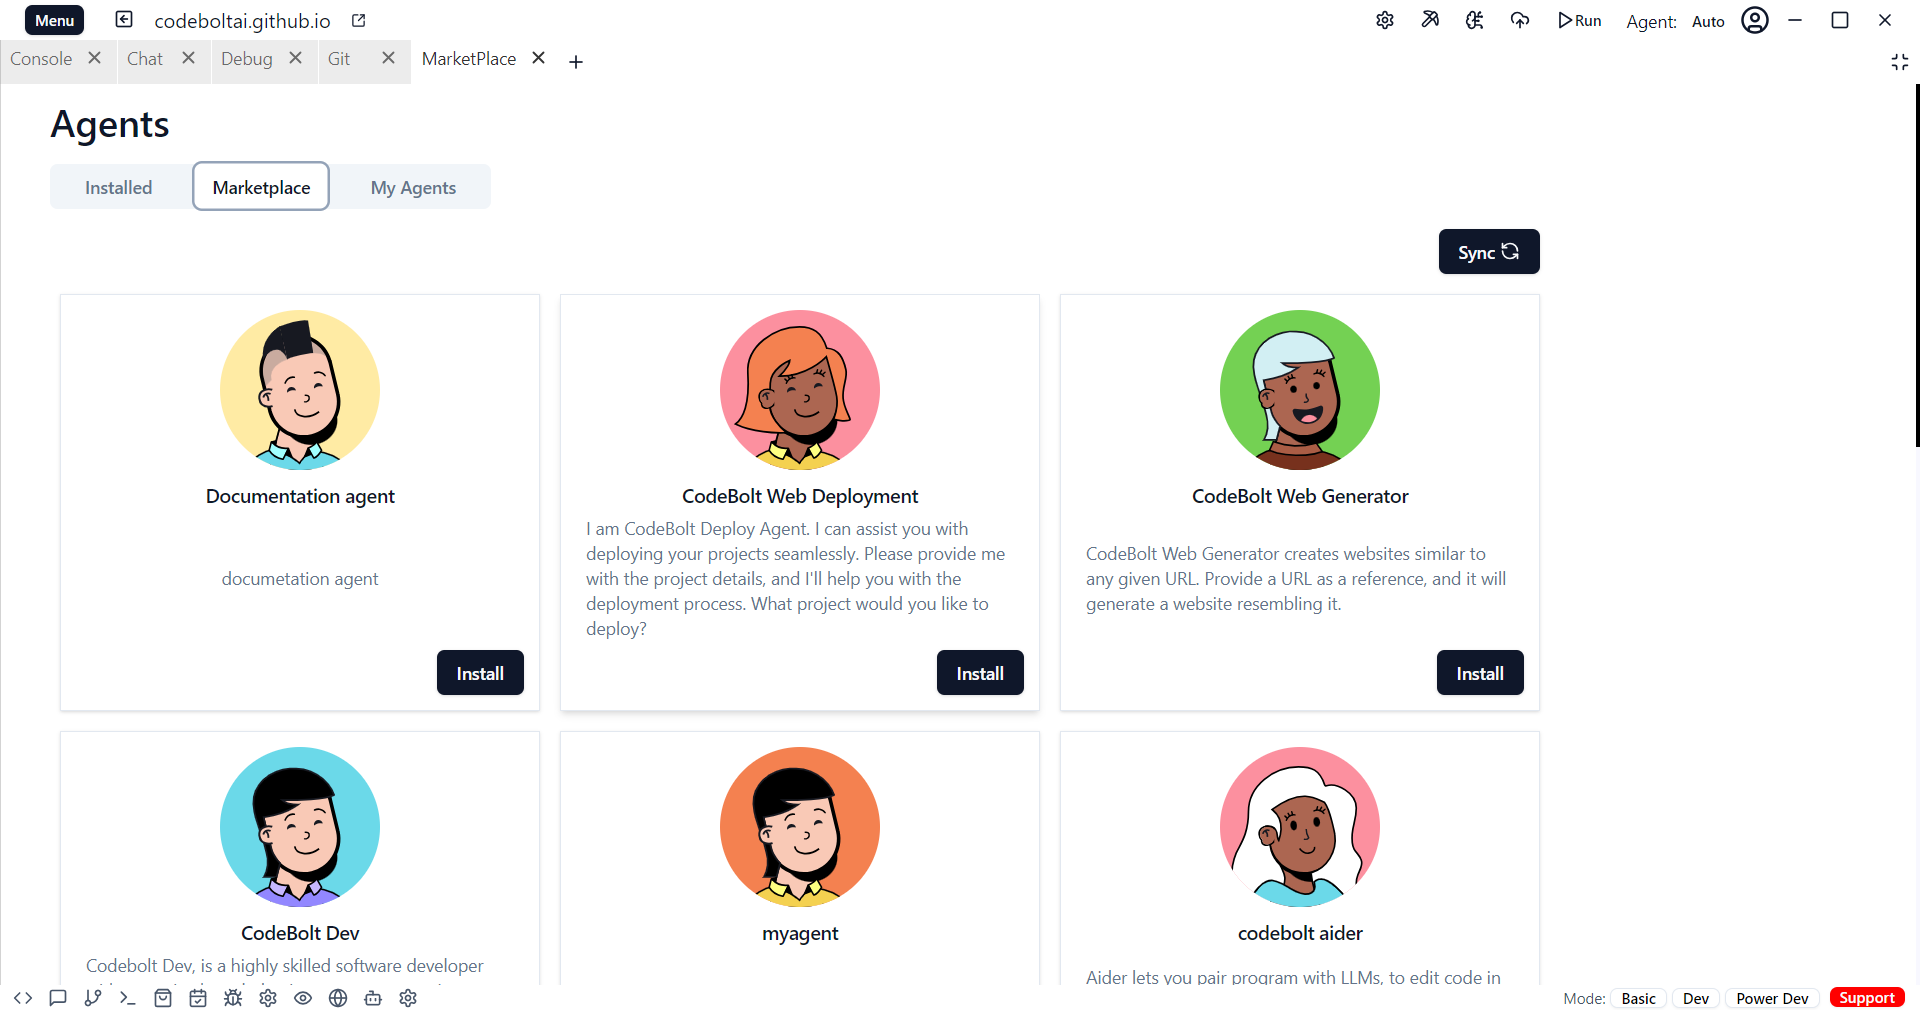 Menu
codeboltai.github.io
Run
Agent:
Auto
Console
Chat
Debug
Git
MarketPlace
Agents
Installed
Marketplace
My Agents
Sync
Documentation agent
documetation agent
Install
CodeBolt Web Deployment
I am CodeBolt Deploy Agent. I can assist you with
deploying your projects seamlessly. Please provide me
with the project details, and I'll help you with the
deployment process. What project would you like to
deploy?
Install
CodeBolt Web Generator
CodeBolt Web Generator creates websites similar to
any given URL. Provide a URL as a reference, and it will
generate a website resembling it.
Install
CodeBolt Dev
Codebolt Dev, is a highly skilled software developer
myagent
codebolt aider
Aider lets you pair program with LLMs, to edit code in
Mode:
Basic
Dev
Power Dev
Support